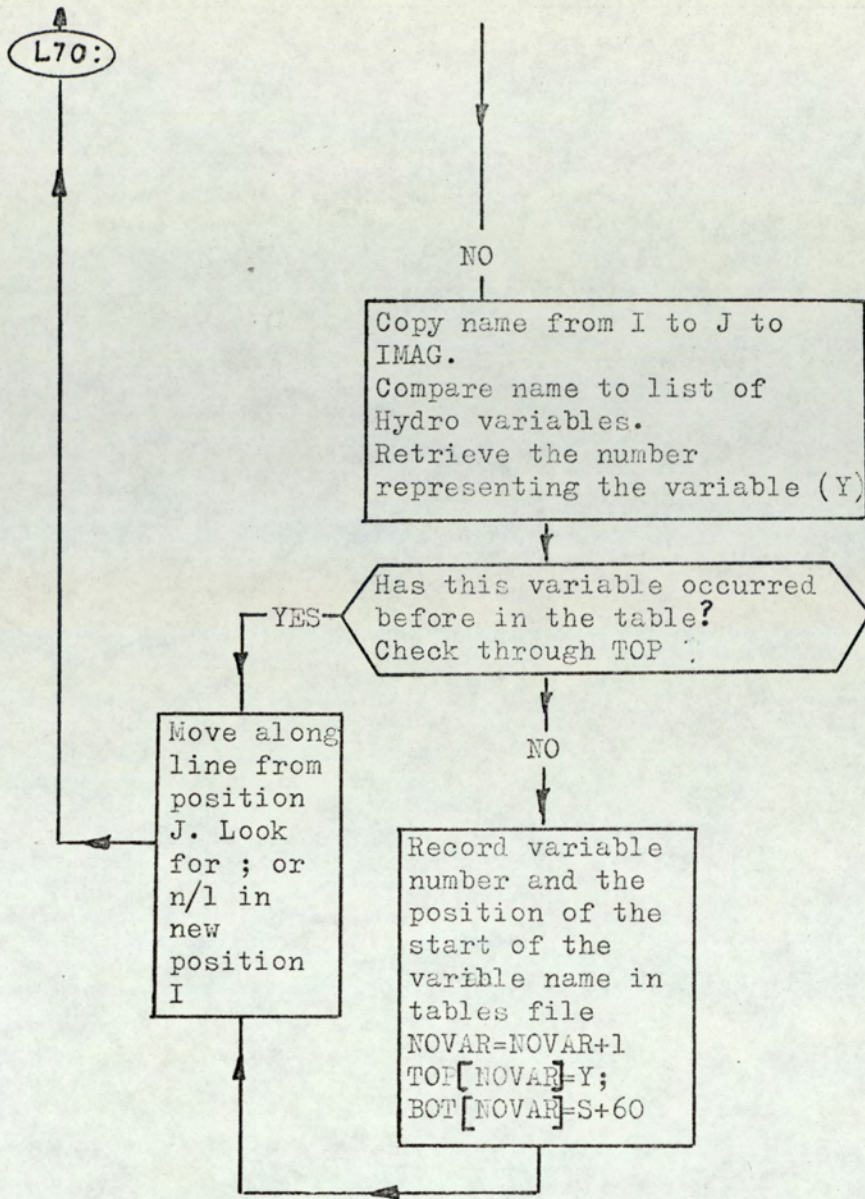 L70:
NO
Copy name from I to J to
IMAG.
Compare name to list of
Hydro variables.
Retrieve the number
representing the variable (Y)
Has this variable occurred
before in the table?
Check through TOP
YES
NO
Move along
line from
position
J. Look
for ; or
n/l in
new
position
I
Record variable
number and the
position of the
start of the
varible name in
tables file
NOVAR=NOVAR+1
TOP[NOVAR]=Y;
BOT[NOVAR]=S+60